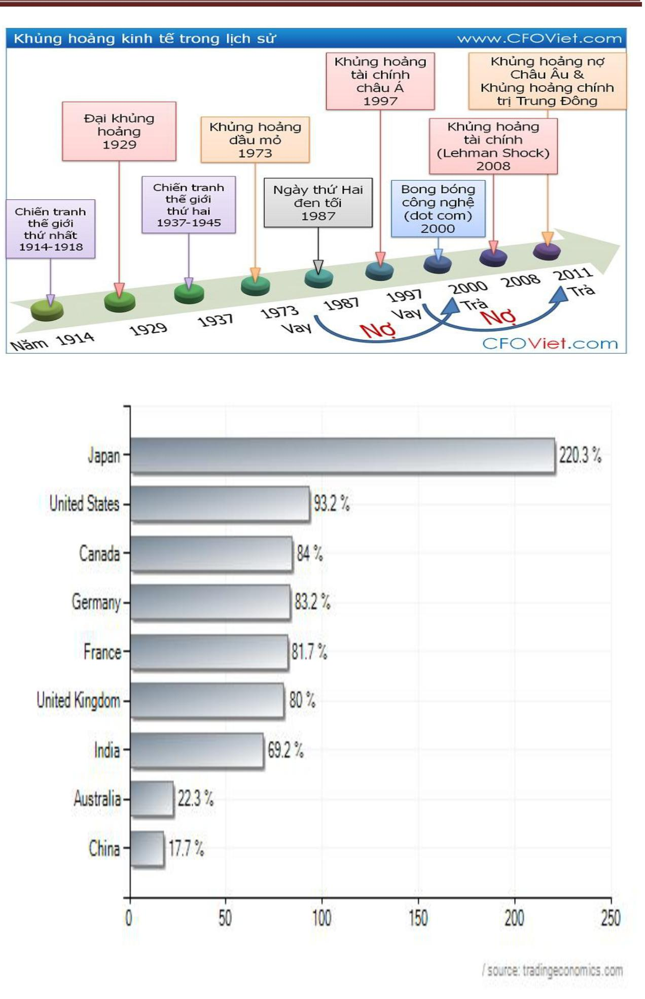 Khủng hoảng kinh tế trong lịch sử
www.CFOViet.com
Khủng hoảng
tài chính
châu Á
1997
Khủng hoảng nợ
Châu Âu &
Khủng hoảng chính
trị Trung Đông
Đại khủng
hoảng
1929
Khủng hoảng
dầu mỏ
1973
Khủng hoảng
tài chính
(Lehman Shock)
2008
Chiến tranh
thế giới
thứ hai
1937-1945
Ngày thứ Hai
đen tối
1987
Bong bóng
công nghệ
(dot com)
2000
Chiến tranh
thế giới
thứ nhất
1914-1918
Năm 1914 1929 1937 1973 1987 1997 2000 2008 2011
Vay Nợ Trả
Vay Nợ Trả
CFOViet.com
Japan 220.3 %
United States 93.2 %
Canada 84 %
Germany 83.2 %
France 81.7 %
United Kingdom 80 %
India 69.2 %
Australia 22.3 %
China 17.7 %
0 50 100 150 200 250
/ source: tradingeconomics.com